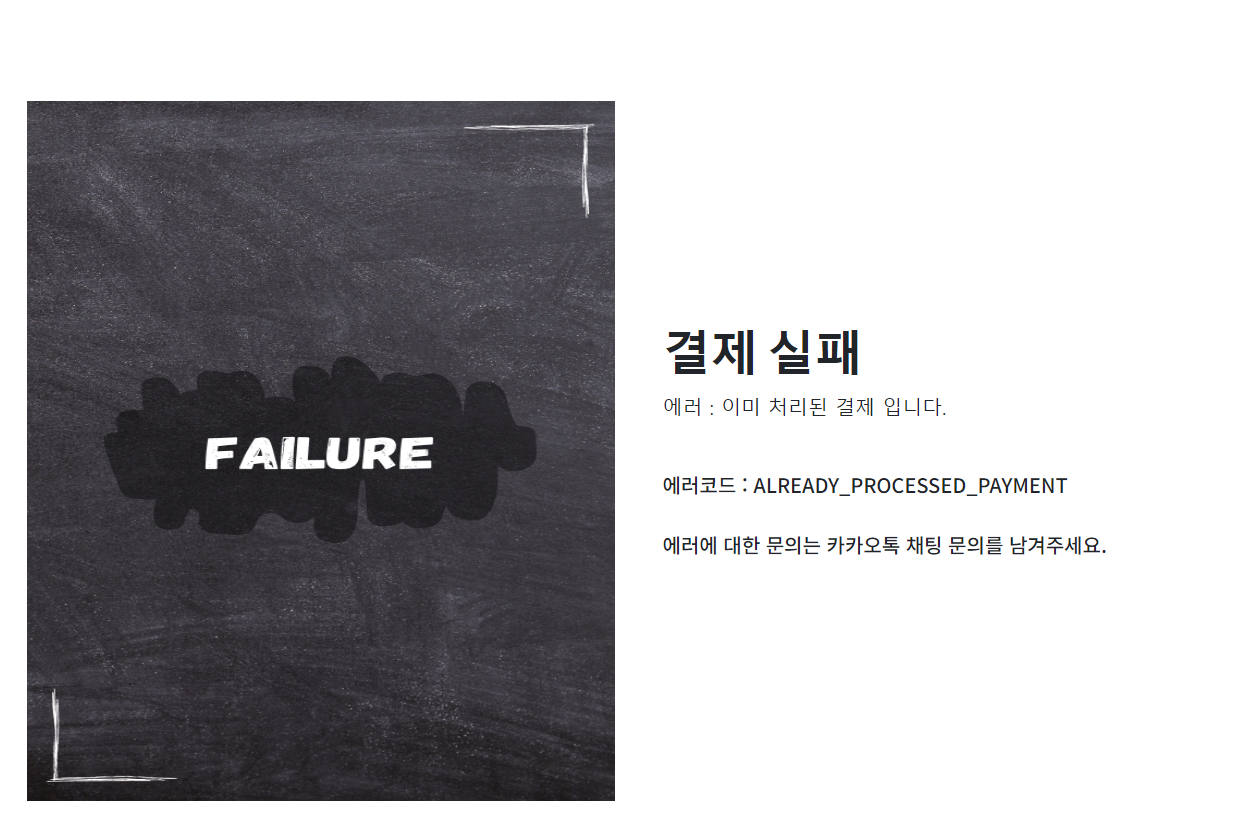 FAILURE
결제 실패
에러 : 이미 처리된 결제 입니다.
에러코드 : ALREADY_PROCESSED_PAYMENT
에러에 대한 문의는 카카오톡 채팅 문의를 남겨주세요.